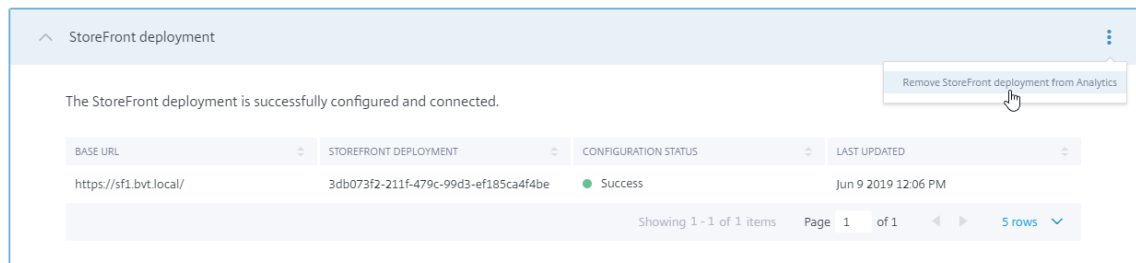 StoreFront deployment
Remove StoreFront deployment from Analytics
The StoreFront deployment is successfully configured and connected.
BASE URL STOREFRONT DEPLOYMENT CONFIGURATION STATUS LAST UPDATED
https://sf1.bvt.local/ 3db073f2-211f-479c-99d3-ef185ca4f4be Success Jun 9 2019 12:06 PM
Showing 1 - 1 of 1 items Page 1 of 1 5 rows